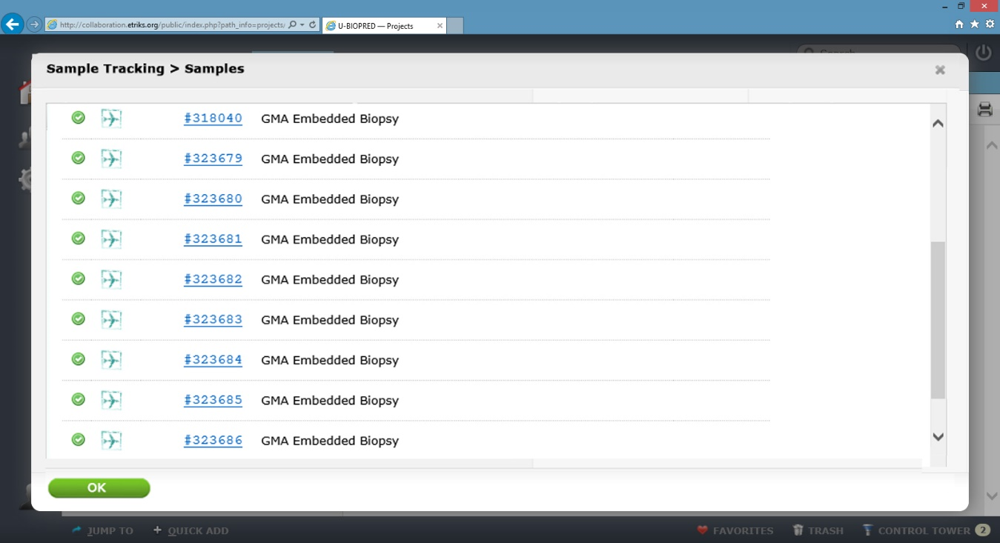 http://collaboration.etriks.org/public/index.php?path_info=projects/
U-BIOPRED — Projects
Search
Sample Tracking > Samples
#318040 GMA Embedded Biopsy
#323679 GMA Embedded Biopsy
#323680 GMA Embedded Biopsy
#323681 GMA Embedded Biopsy
#323682 GMA Embedded Biopsy
#323683 GMA Embedded Biopsy
#323684 GMA Embedded Biopsy
#323685 GMA Embedded Biopsy
#323686 GMA Embedded Biopsy
OK
JUMP TO + QUICK ADD FAVORITES TRASH CONTROL TOWER 2